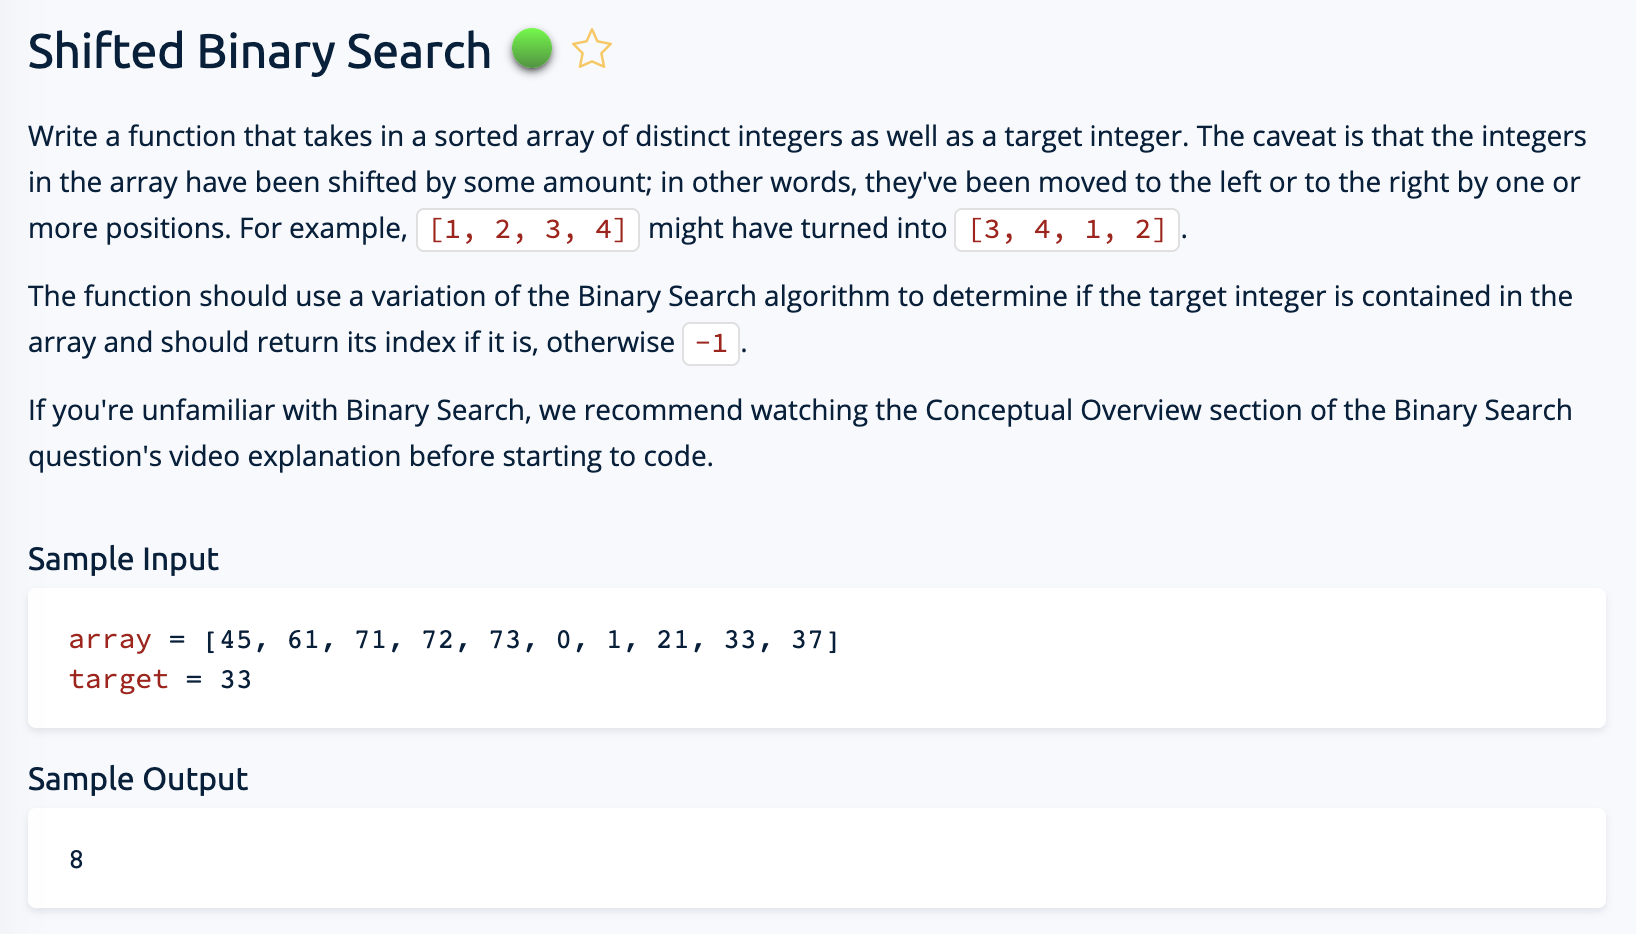 Shifted Binary Search
Write a function that takes in a sorted array of distinct integers as well as a target integer. The caveat is that the integers
in the array have been shifted by some amount; in other words, they've been moved to the left or to the right by one or
more positions. For example, [1, 2, 3, 4] might have turned into [3, 4, 1, 2].
The function should use a variation of the Binary Search algorithm to determine if the target integer is contained in the
array and should return its index if it is, otherwise -1.
If you're unfamiliar with Binary Search, we recommend watching the Conceptual Overview section of the Binary Search
question's video explanation before starting to code.
Sample Input
array = [45, 61, 71, 72, 73, 0, 1, 21, 33, 37]
target = 33
Sample Output
8